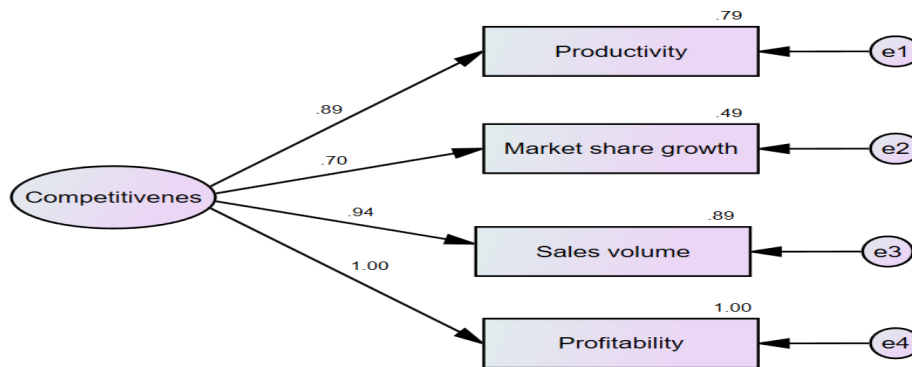 .79
Productivity
e1
.89
.49
Market share growth
e2
.70
Competitivenes
.94
.89
Sales volume
e3
1.00
1.00
Profitability
e4